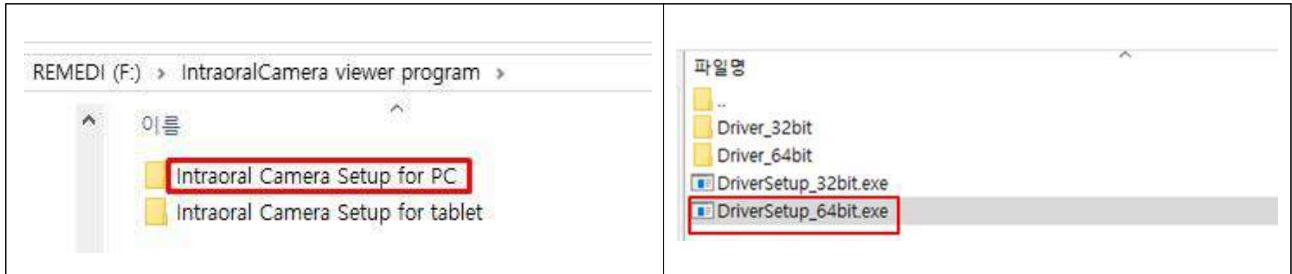 REMEDI (F:) > IntraoralCamera viewer program >
이름
Intraoral Camera Setup for PC
Intraoral Camera Setup for tablet
파일명
..
Driver_32bit
Driver_64bit
DriverSetup_32bit.exe
DriverSetup_64bit.exe